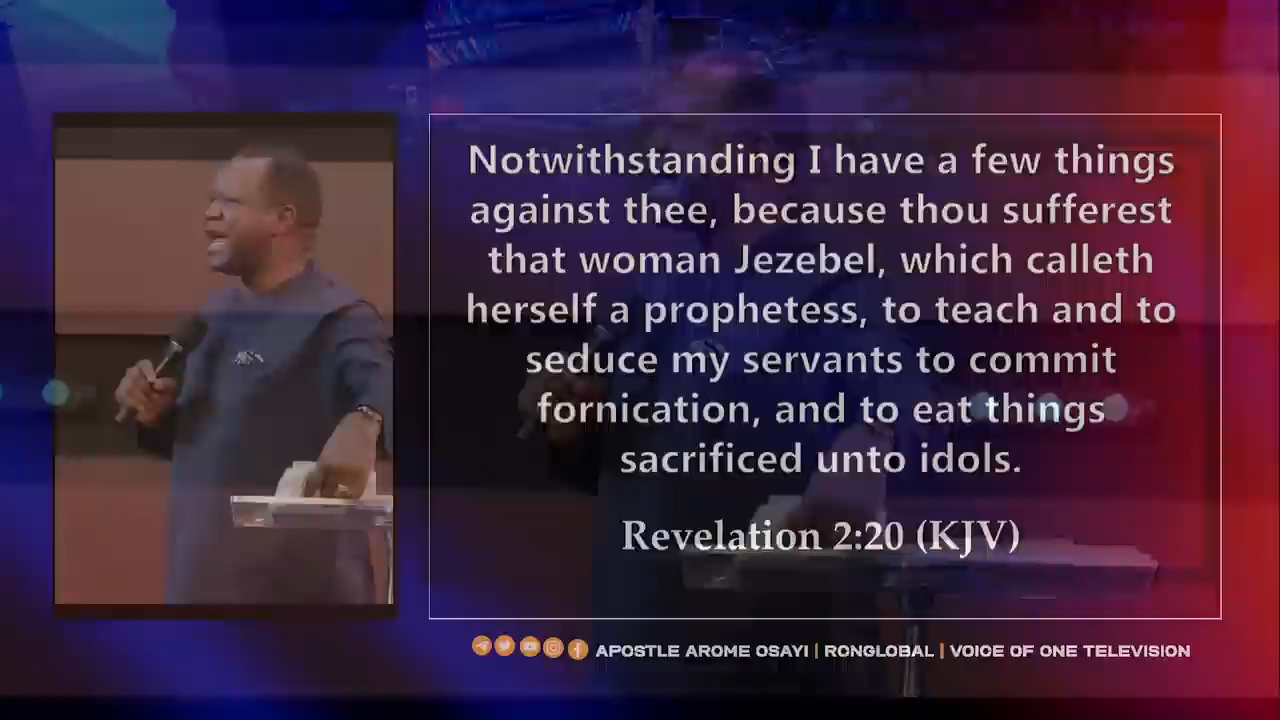 Notwithstanding I have a few things
against thee, because thou sufferest
that woman Jezebel, which calleth
herself a prophetess, to teach and to
seduce my servants to commit
fornication, and to eat things
sacrificed unto idols.
Revelation 2:20 (KJV)
APOSTLE AROME OSAYI | RONGLOBAL | VOICE OF ONE TELEVISION